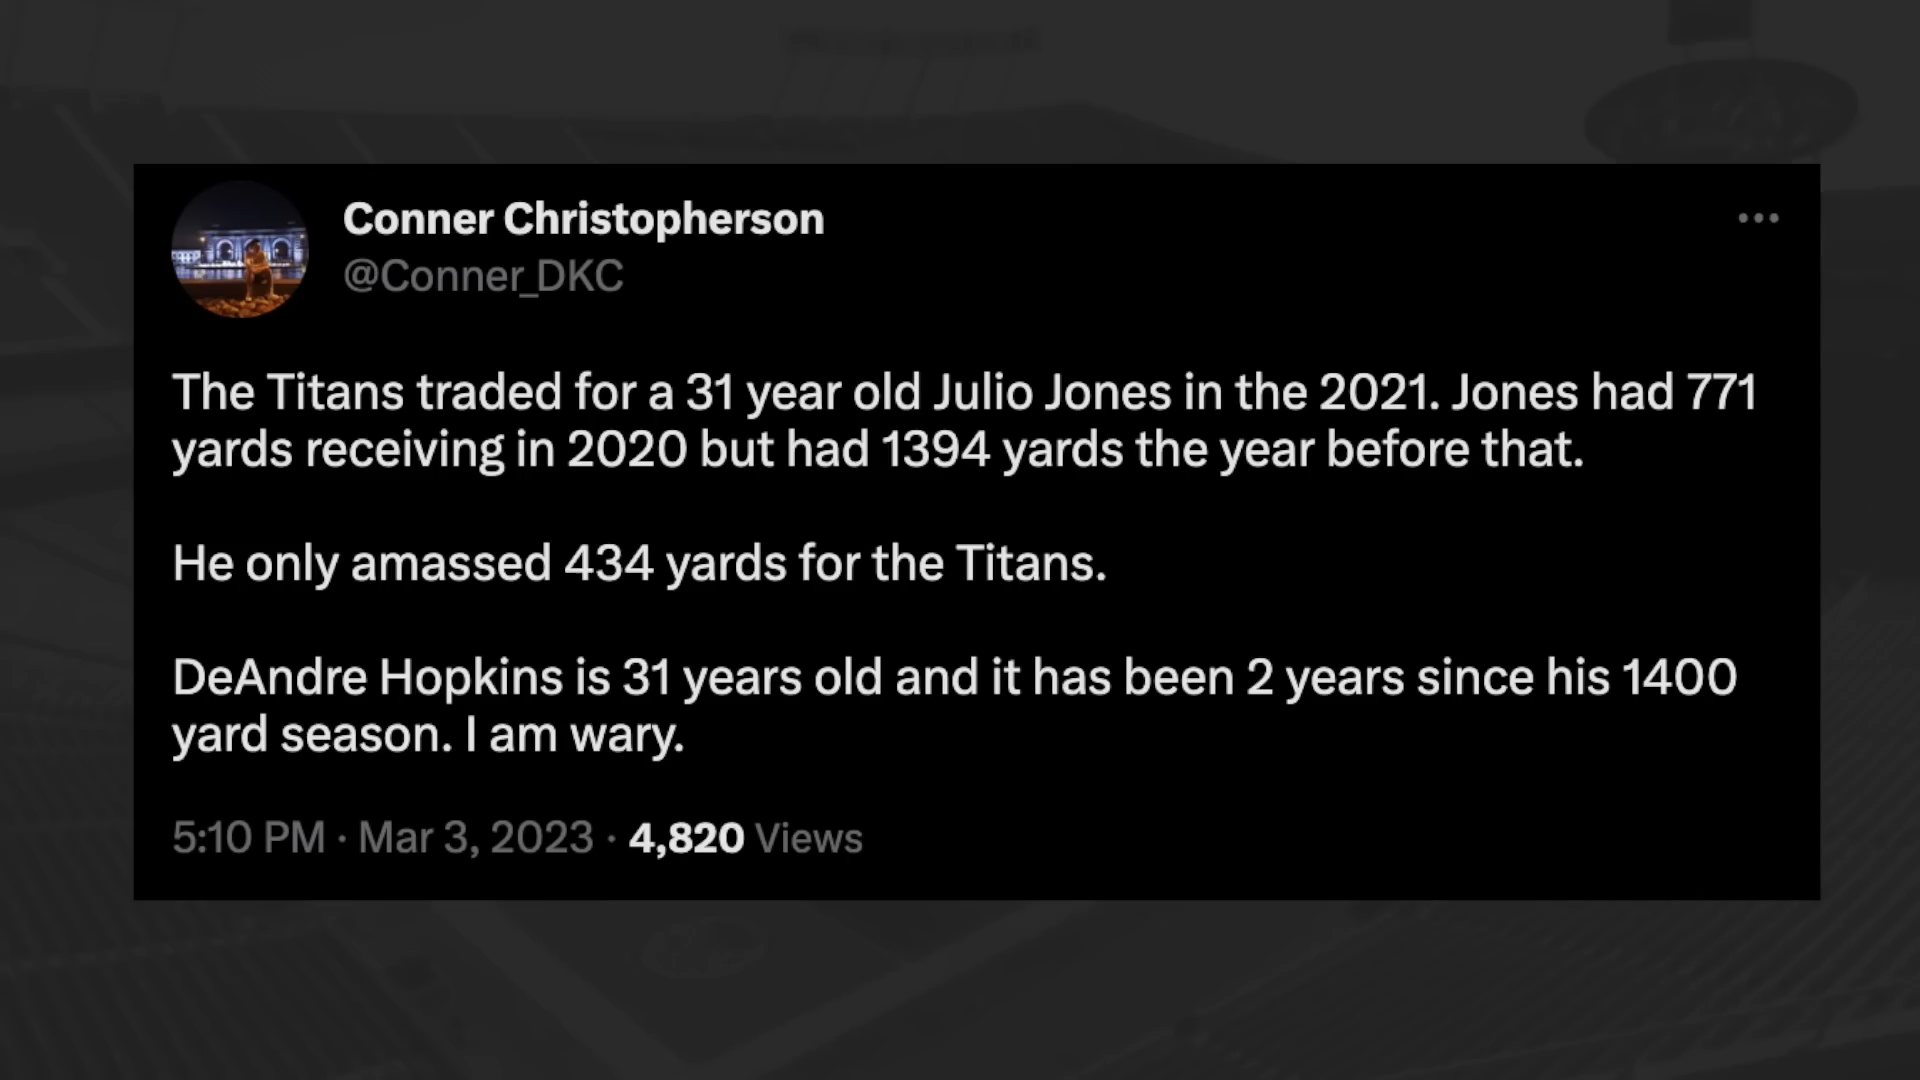 Conner Christopherson
@Conner_DKC
The Titans traded for a 31 year old Julio Jones in the 2021. Jones had 771
yards receiving in 2020 but had 1394 yards the year before that.
He only amassed 434 yards for the Titans.
DeAndre Hopkins is 31 years old and it has been 2 years since his 1400
yard season. I am wary.
5:10 PM · Mar 3, 2023 · 4,820 Views